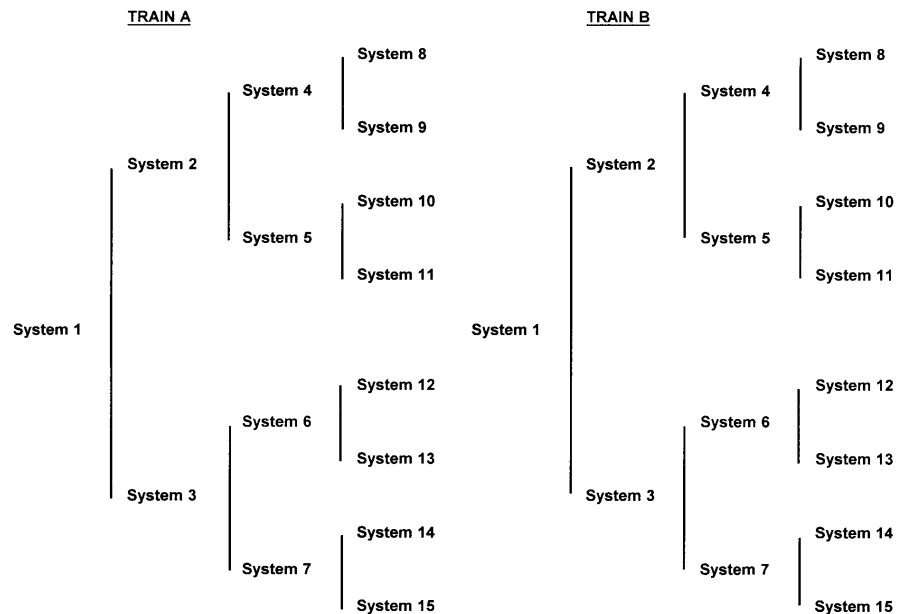 TRAIN A
System 8
System 4
System 9
System 2
System 10
System 5
System 11
System 1
System 12
System 6
System 13
System 3
System 14
System 7
System 15
TRAIN B
System 8
System 4
System 9
System 2
System 10
System 5
System 11
System 1
System 12
System 6
System 13
System 3
System 14
System 7
System 15